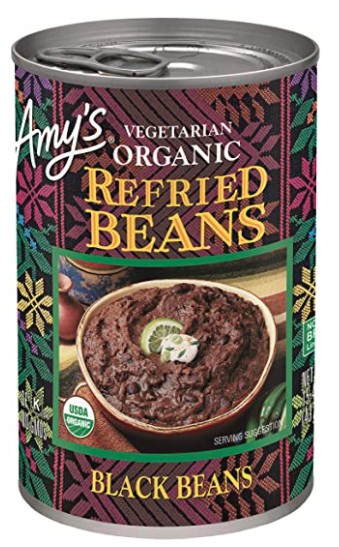 Amy's®
VEGETARIAN
ORGANIC
REFRIED
BEANS
USDA
ORGANIC
SERVING SUGGESTION
BLACK BEANS